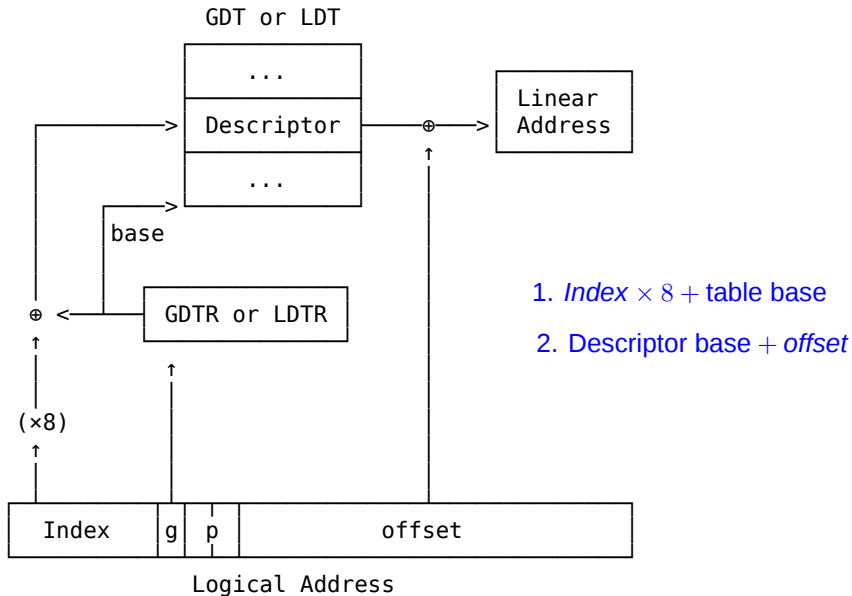 GDT or LDT
...
Linear
Descriptor
Address
...
base
1. Index × 8 + table base
GDTR or LDTR
2. Descriptor base + offset
(×8)
Index g p offset
Logical Address